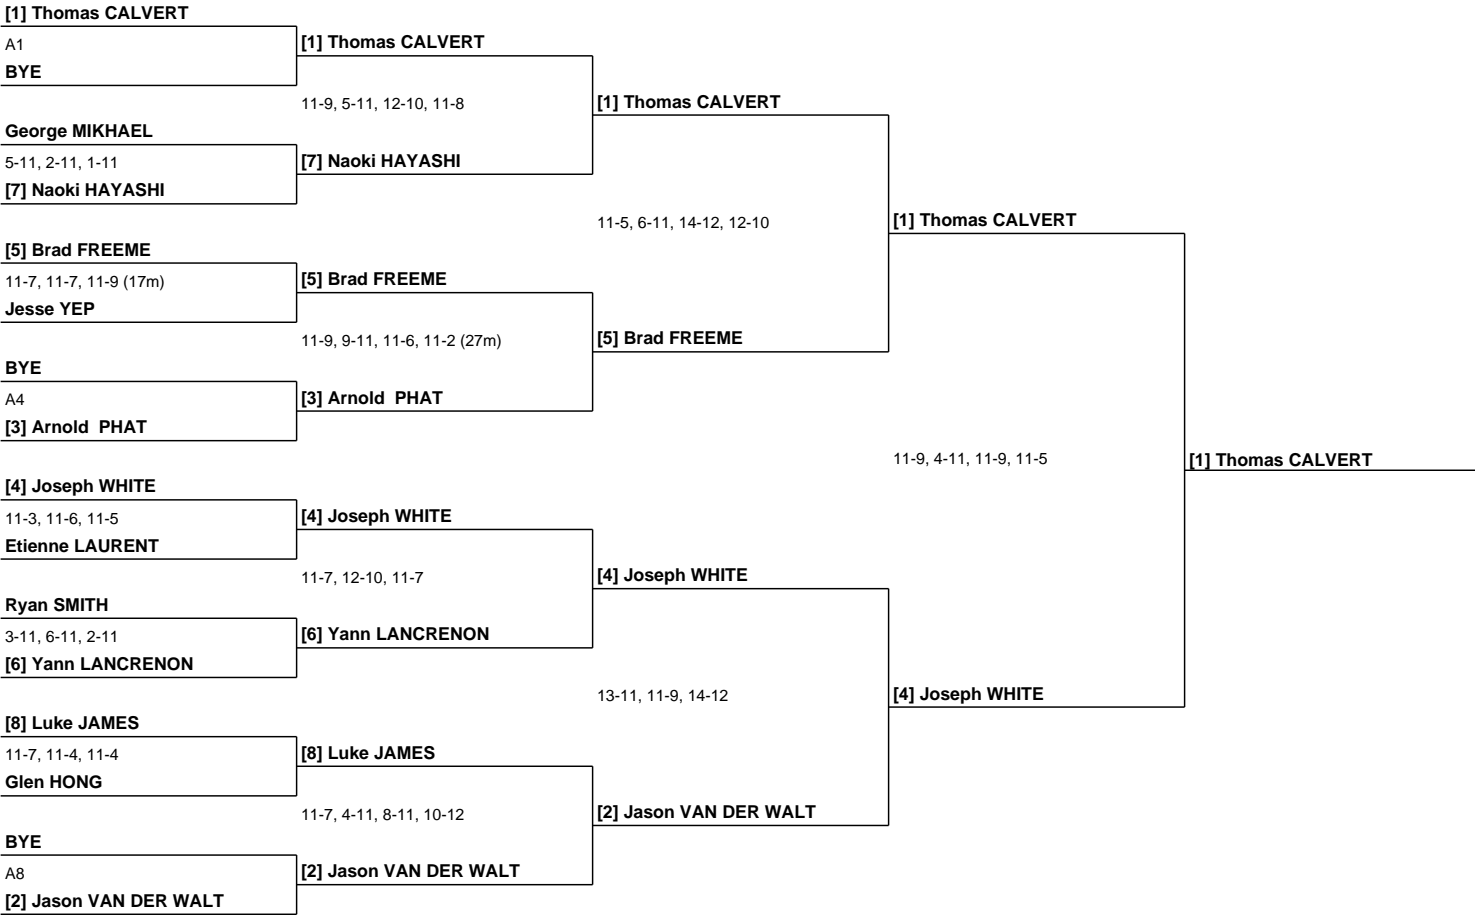 [1] Thomas CALVERT
A1
BYE
George MIKHAEL
5-11, 2-11, 1-11
[7] Naoki HAYASHI
[5] Brad FREEME
11-7, 11-7, 11-9 (17m)
Jesse YEP
BYE
A4
[3] Arnold  PHAT
[4] Joseph WHITE
11-3, 11-6, 11-5
Etienne LAURENT
Ryan SMITH
3-11, 6-11, 2-11
[6] Yann LANCRENON
[8] Luke JAMES
11-7, 11-4, 11-4
Glen HONG
BYE
A8
[2] Jason VAN DER WALT
[1] Thomas CALVERT
11-9, 5-11, 12-10, 11-8
[7] Naoki HAYASHI
[5] Brad FREEME
11-9, 9-11, 11-6, 11-2 (27m)
[3] Arnold  PHAT
[4] Joseph WHITE
11-7, 12-10, 11-7
[6] Yann LANCRENON
[8] Luke JAMES
11-7, 4-11, 8-11, 10-12
[2] Jason VAN DER WALT
[1] Thomas CALVERT
11-5, 6-11, 14-12, 12-10
[5] Brad FREEME
[4] Joseph WHITE
13-11, 11-9, 14-12
[2] Jason VAN DER WALT
[1] Thomas CALVERT
11-9, 4-11, 11-9, 11-5
[4] Joseph WHITE
[1] Thomas CALVERT